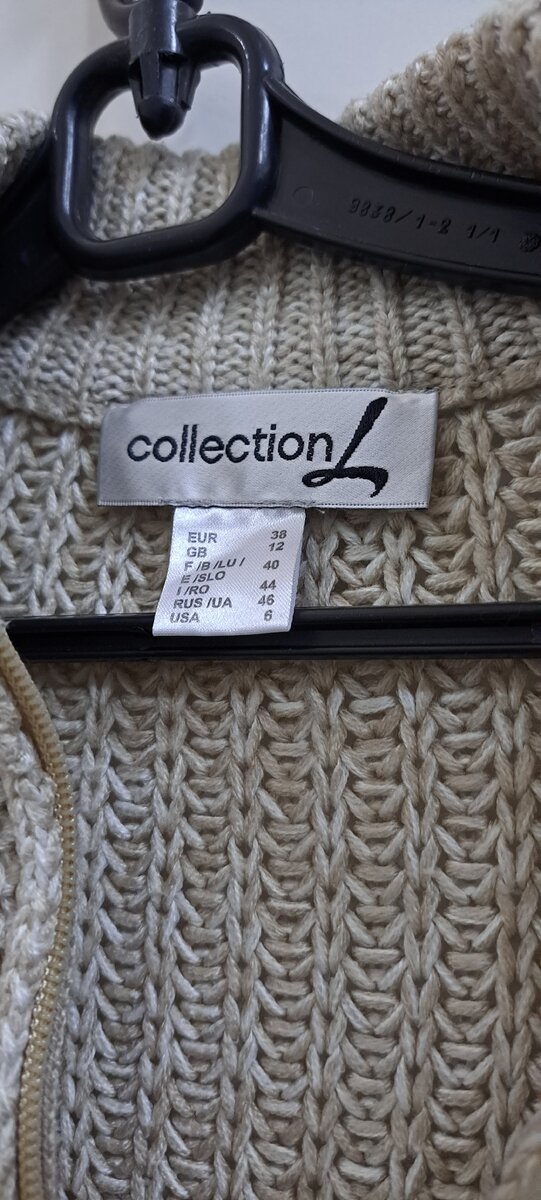 9838/1-2 1/1
collection L
EUR 38
GB 12
F /B /LU / 40
E /SLO
I /RO 44
RUS /UA 46
USA 6